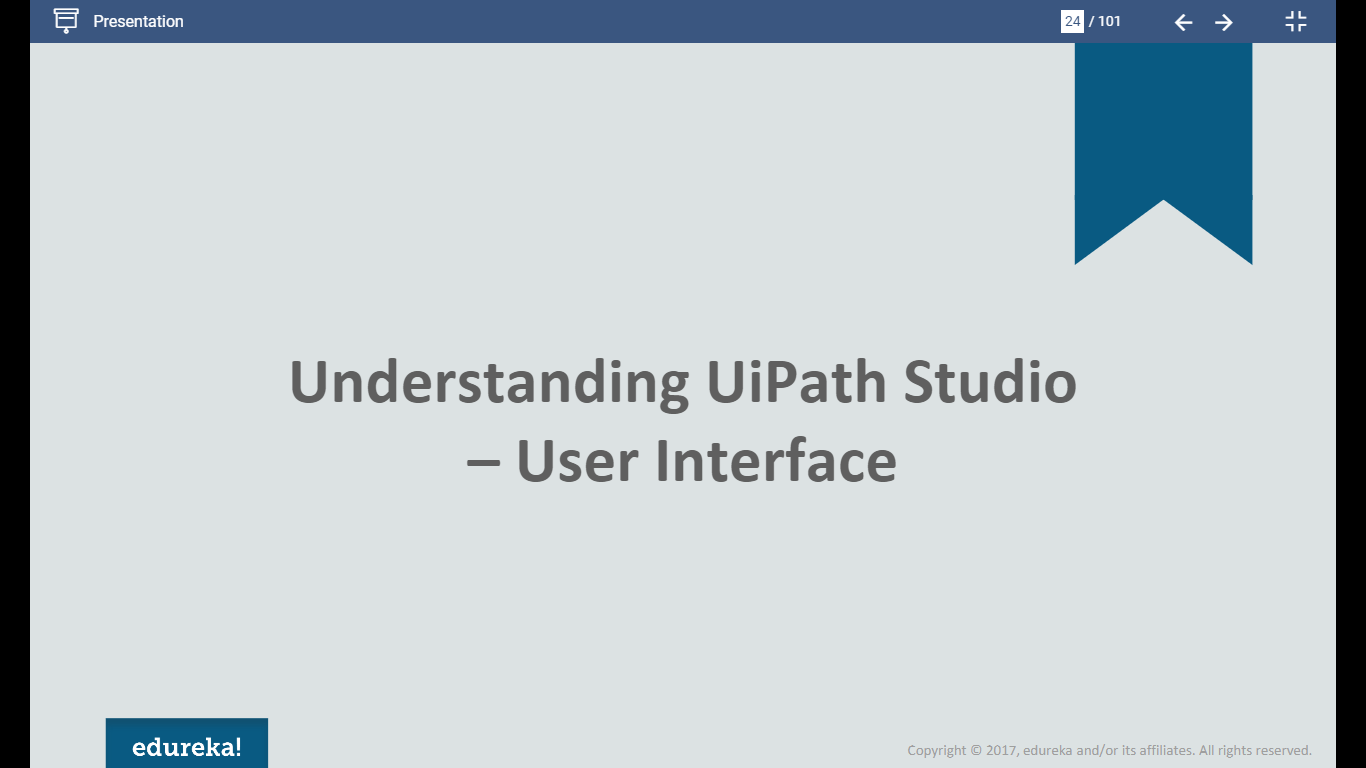 Presentation
24 / 101
Understanding UiPath Studio
– User Interface
edureka!
Copyright © 2017, edureka and/or its affiliates. All rights reserved.